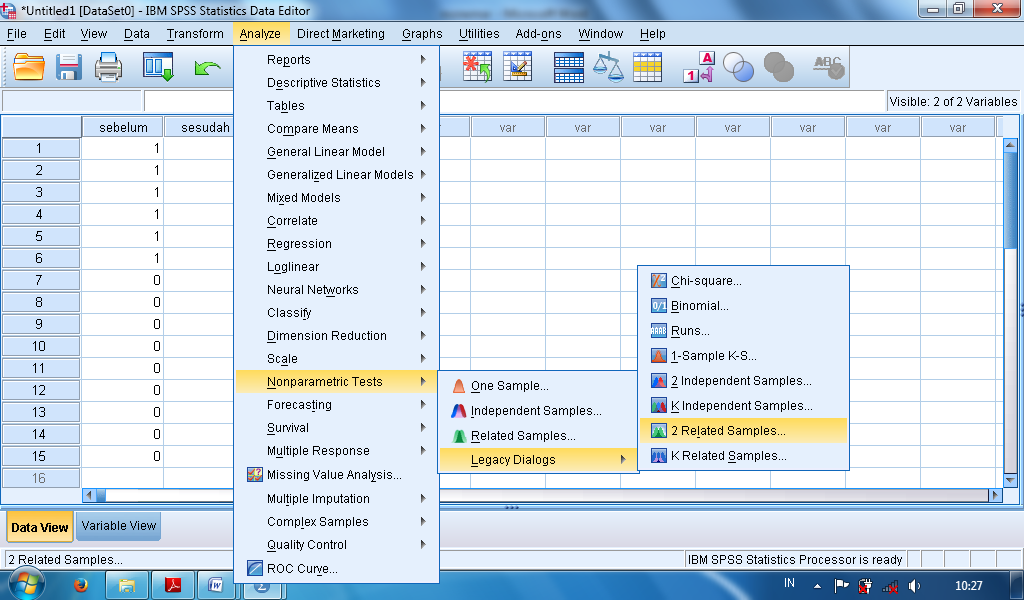 *Untitled1 [DataSet0] - IBM SPSS Statistics Data Editor
File Edit View Data Transform Analyze Direct Marketing Graphs Utilities Add-ons Window Help
Visible: 2 of 2 Variables
sebelum sesudah var var var var var var var
1 1
2 1
3 1
4 1
5 1
6 1
7 0
8 0
9 0
10 0
11 0
12 0
13 0
14 0
15 0
16
Reports
Descriptive Statistics
Tables
Compare Means
General Linear Model
Generalized Linear Models
Mixed Models
Correlate
Regression
Loglinear
Neural Networks
Classify
Dimension Reduction
Scale
Nonparametric Tests
Forecasting
Survival
Multiple Response
Missing Value Analysis...
Multiple Imputation
Complex Samples
Quality Control
ROC Curve...
One Sample...
Independent Samples...
Related Samples...
Legacy Dialogs
Chi-square...
Binomial...
Runs...
1-Sample K-S...
2 Independent Samples...
K Independent Samples...
2 Related Samples...
K Related Samples...
Data View Variable View
2 Related Samples...
IBM SPSS Statistics Processor is ready
IN
10:27